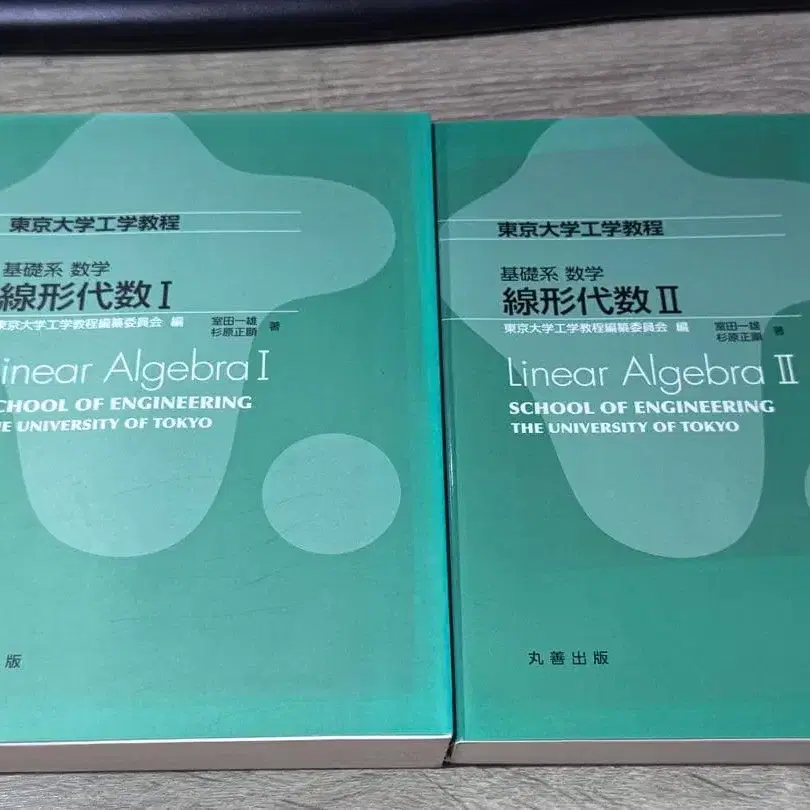 東京大学工学教程
基礎系 数学
線形代数 I
東京大学工学教程編纂委員会 編
室田一雄
杉原正顯
著
inear Algebra I
CHOOL OF ENGINEERING
E UNIVERSITY OF TOKYO
版
東京大学工学教程
基礎系 数学
線形代数 II
東京大学工学教程編纂委員会 編
室田一雄
杉原正顯
著
Linear Algebra II
SCHOOL OF ENGINEERING
THE UNIVERSITY OF TOKYO
丸善出版